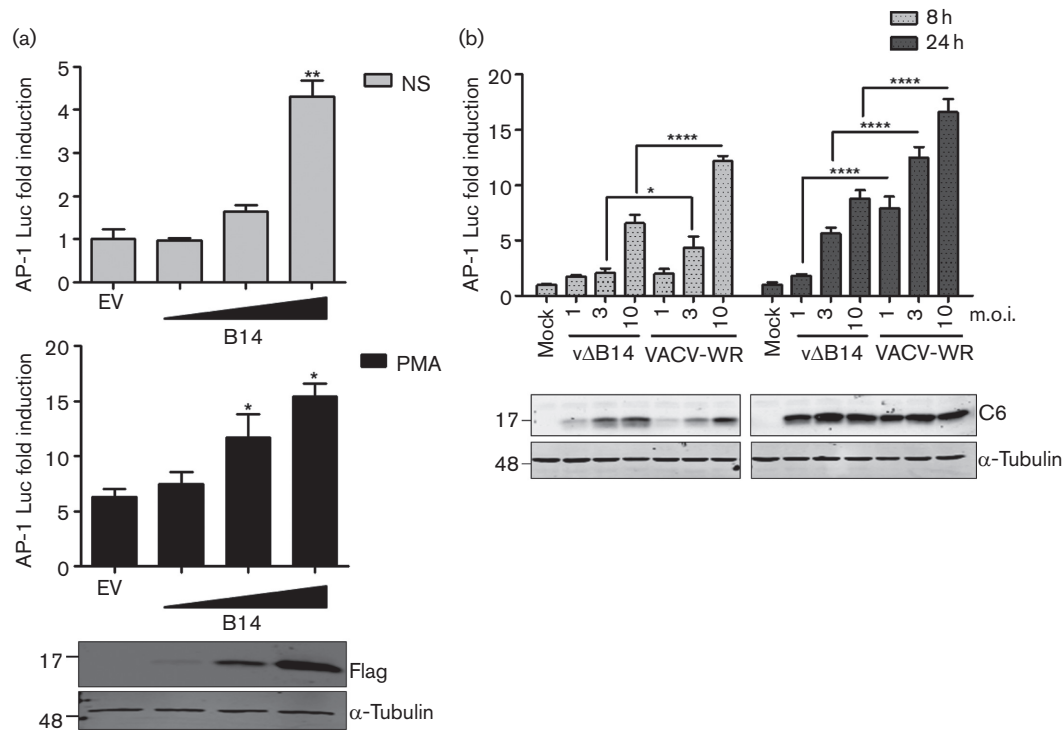 (a)
5
4
3
2
1
0
AP-1 Luc fold induction
**
NS
EV
B14
20
15
10
5
0
AP-1 Luc fold induction
*
*
PMA
EV
B14
17
Flag
48
α-Tubulin
(b)
8 h
24 h
20
15
10
5
0
AP-1 Luc fold induction
*
****
****
****
****
Mock
1
3
10
1
3
10
Mock
1
3
10
1
3
10
m.o.i.
vΔB14
VACV-WR
vΔB14
VACV-WR
17
C6
48
α-Tubulin